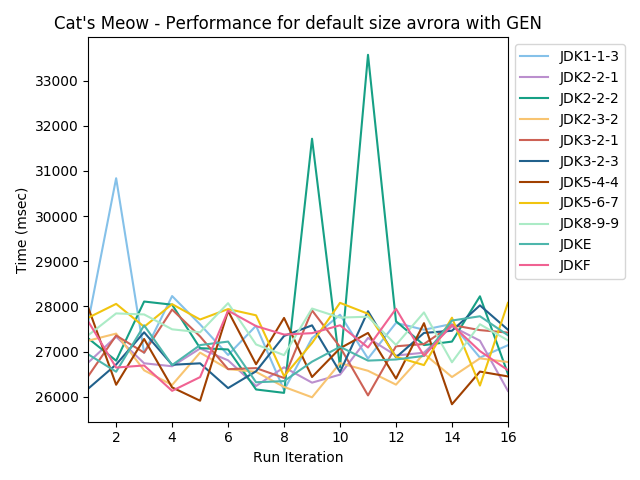 Cat's Meow - Performance for default size avrora with GEN
Time (msec)
33000
32000
31000
30000
29000
28000
27000
26000
2 4 6 8 10 12 14 16
Run Iteration
JDK1-1-3
JDK2-2-1
JDK2-2-2
JDK2-3-2
JDK3-2-1
JDK3-2-3
JDK5-4-4
JDK5-6-7
JDK8-9-9
JDKE
JDKF